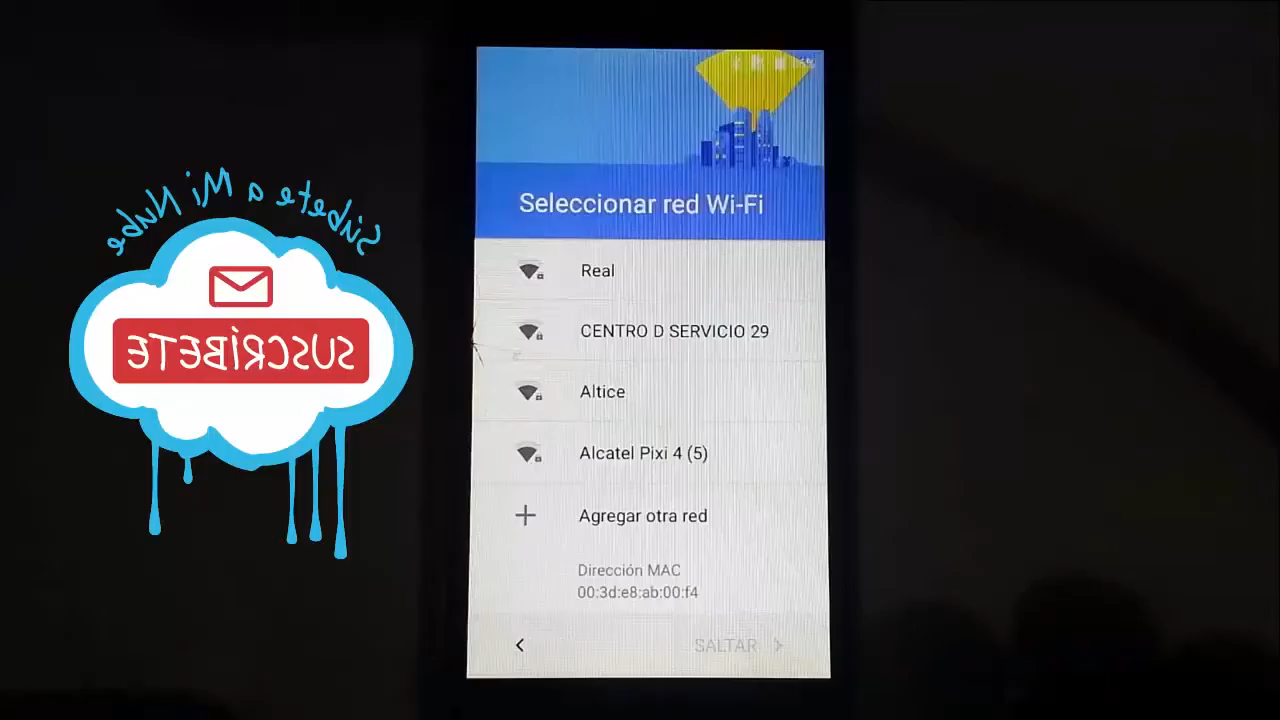 Súbete a Mi Nube
SUSCRÍBETE
Seleccionar red Wi-Fi
Real
CENTRO D SERVICIO 29
Altice
Alcatel Pixi 4 (5)
Agregar otra red
Dirección MAC
00:3d:e8:ab:00:f4
SALTAR